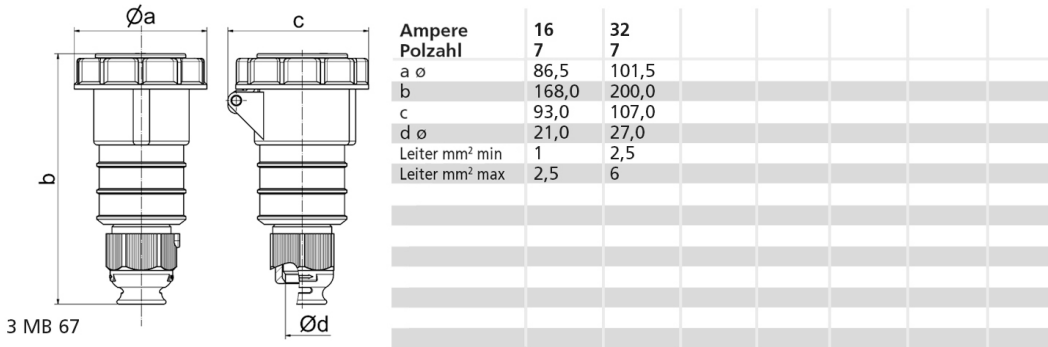 Øa
c
b
Ød
3 MB 67
Ampere 16 32
Polzahl 7 7
a ø 86,5 101,5
b 168,0 200,0
c 93,0 107,0
d ø 21,0 27,0
Leiter mm² min 1 2,5
Leiter mm² max 2,5 6